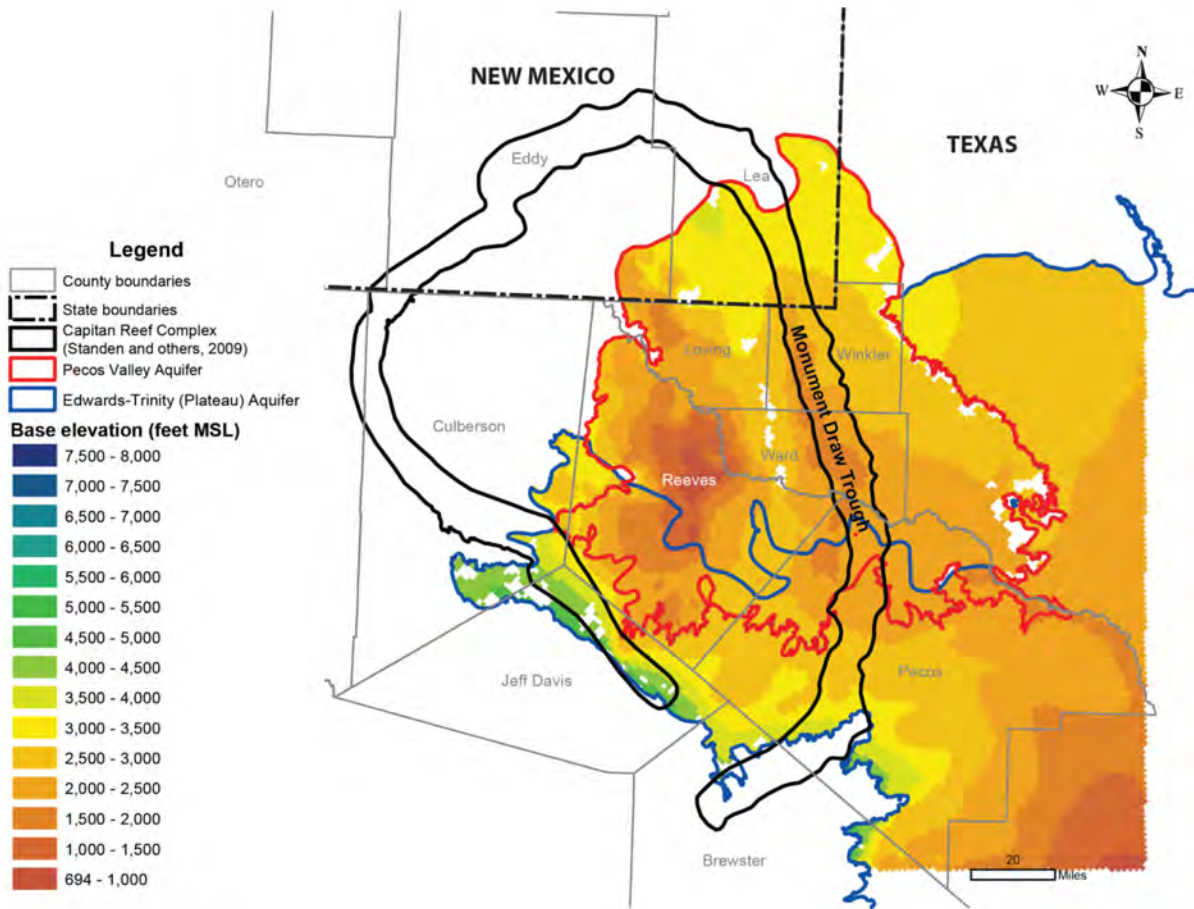 NEW MEXICO
N
W E
S
TEXAS
Eddy
Lea
Otero
Legend
County boundaries
State boundaries
Capitan Reef Complex
(Standen and others, 2009)
Pecos Valley Aquifer
Edwards-Trinity (Plateau) Aquifer
Base elevation (feet MSL)
7,500 - 8,000
7,000 - 7,500
6,500 - 7,000
6,000 - 6,500
5,500 - 6,000
5,000 - 5,500
4,500 - 5,000
4,000 - 4,500
3,500 - 4,000
3,000 - 3,500
2,500 - 3,000
2,000 - 2,500
1,500 - 2,000
1,000 - 1,500
694 - 1,000
Loving
Winkler
Monument Draw Trough
Culberson
Ward
Reeves
Jeff Davis
Pecos
Brewster
20
Miles